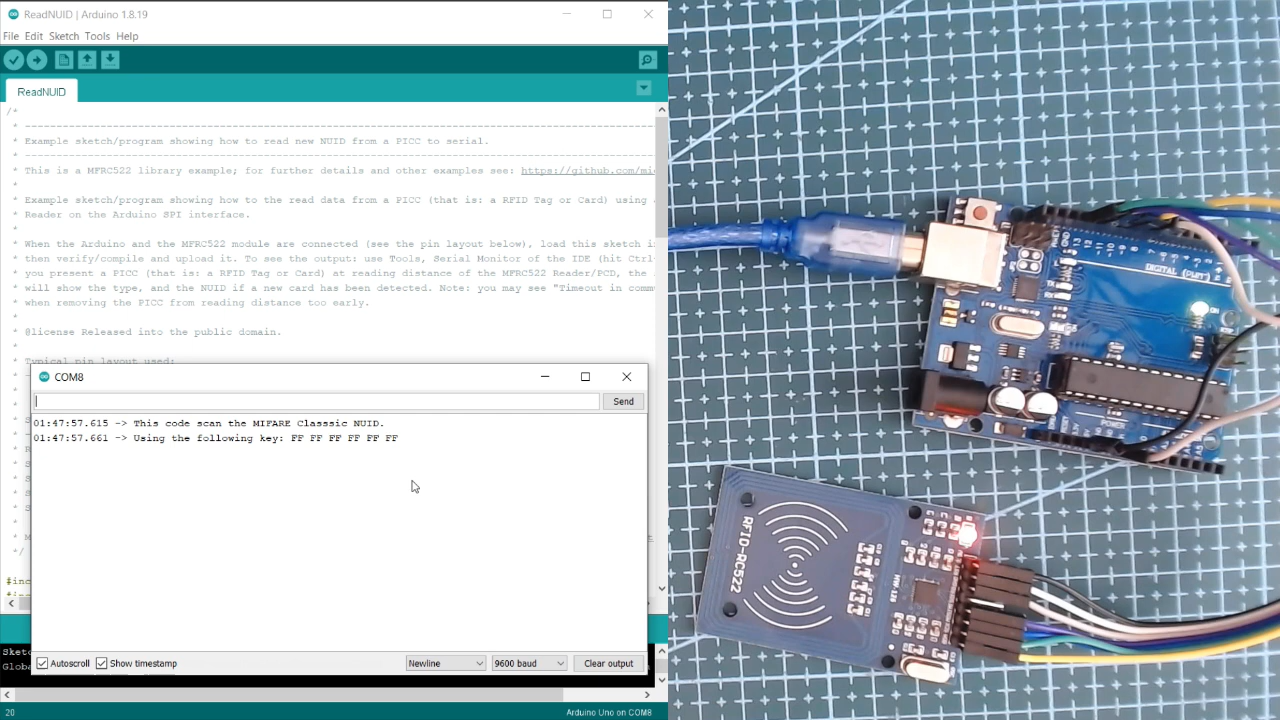 ReadNUID | Arduino 1.8.19
File Edit Sketch Tools Help
ReadNUID
/*
* --------------------------------------------------------------------
* Example sketch/program showing how to read new NUID from a PICC to serial.
* --------------------------------------------------------------------
* This is a MFRC522 library example; for further details and other examples see: https://github.com/mi
*
* Example sketch/program showing how to the read data from a PICC (that is: a RFID Tag or Card) using
* Reader on the Arduino SPI interface.
*
* When the Arduino and the MFRC522 module are connected (see the pin layout below), load this sketch i
* then verify/compile and upload it. To see the output: use Tools, Serial Monitor of the IDE (hit Ctrl
* you present a PICC (that is: a RFID Tag or Card) at reading distance of the MFRC522 Reader/PCD, the
* will show the type, and the NUID if a new card has been detected. Note: you may see "Timeout in comm
* when removing the PICC from reading distance too early.
*
* @license Released into the public domain.
*
* Typical pin layout used:
COM8
Send
01:47:57.615 -> This code scan the MIFARE Classsic NUID.
01:47:57.661 -> Using the following key: FF FF FF FF FF FF
*/
#inc
Autoscroll Show timestamp Newline 9600 baud Clear output
Sketc
Globa
20 Arduino Uno on COM8
DIGITAL (PWM~)
POWER
RFID-RC522